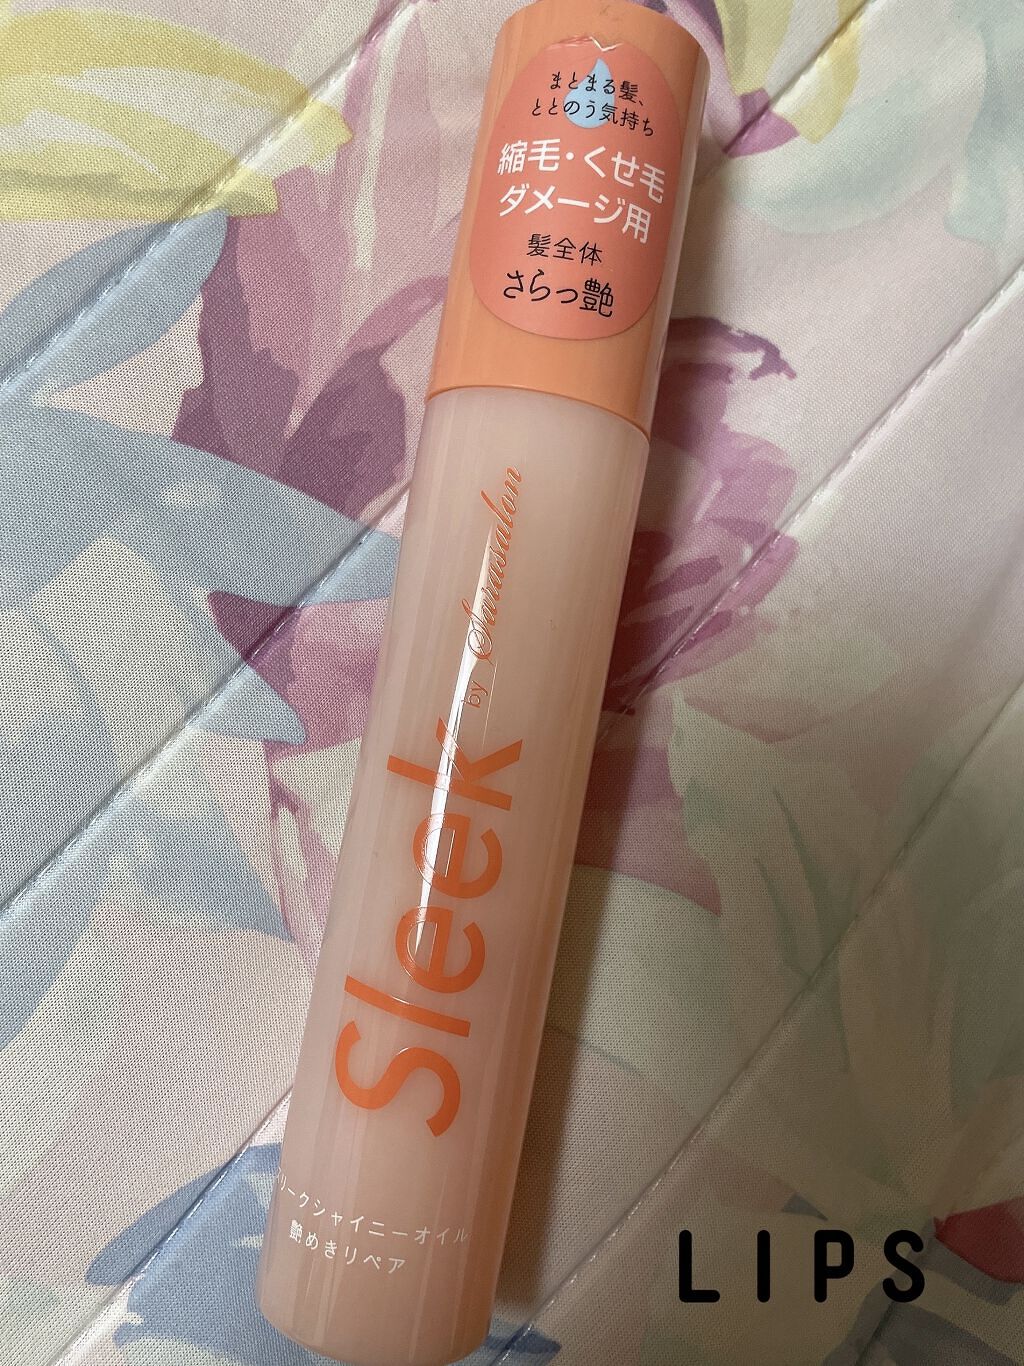 まとまる髪、
ととのう気持ち
縮毛・くせ毛
ダメージ用
髪全体
さらっ艶
Sleek by Sarasalon
リークシャイニーオイル
艶めきリペア
LIPS